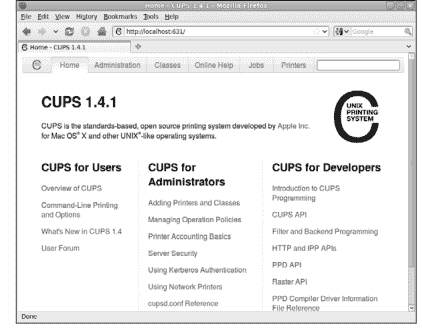 Home - CUPS 1.4.1 - Mozilla Firefox
File Edit View History Bookmarks Tools Help
http://localhost:631/
Google
Home - CUPS 1.4.1
Home Administration Classes Online Help Jobs Printers
CUPS 1.4.1
CUPS is the standards-based, open source printing system developed by Apple Inc.
for Mac OS® X and other UNIX®-like operating systems.
UNIX
PRINTING
SYSTEM
CUPS for Users
Overview of CUPS
Command-Line Printing
and Options
What's New in CUPS 1.4
User Forum
CUPS for
Administrators
Adding Printers and Classes
Managing Operation Policies
Printer Accounting Basics
Server Security
Using Kerberos Authentication
Using Network Printers
cupsd.conf Reference
CUPS for Developers
Introduction to CUPS
Programming
CUPS API
Filter and Backend Programming
HTTP and IPP APIs
PPD API
Raster API
PPD Compiler Driver Information
File Reference
Done